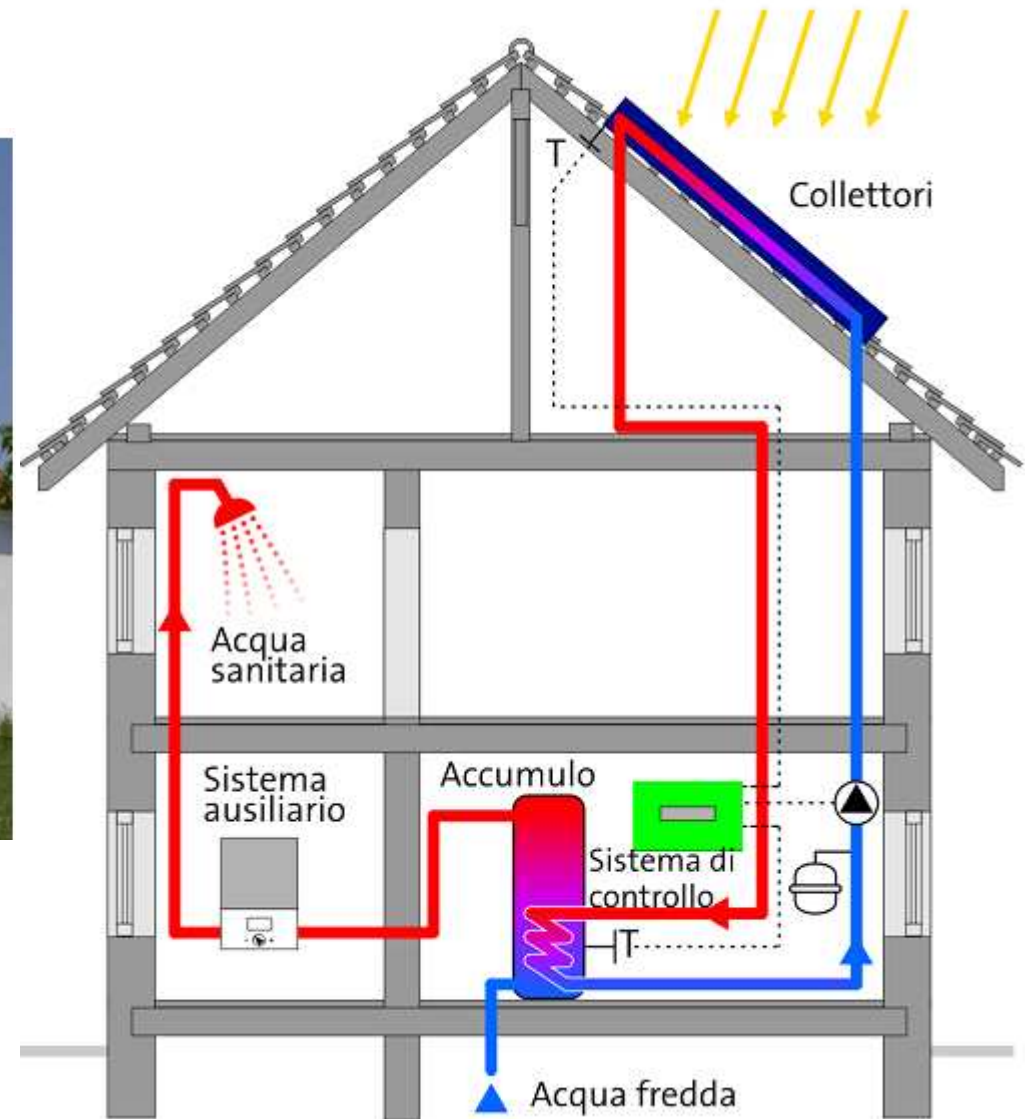 T
Collettori
Acqua
sanitaria
Sistema
ausiliario
Accumulo
Sistema di
controllo
T
Acqua fredda